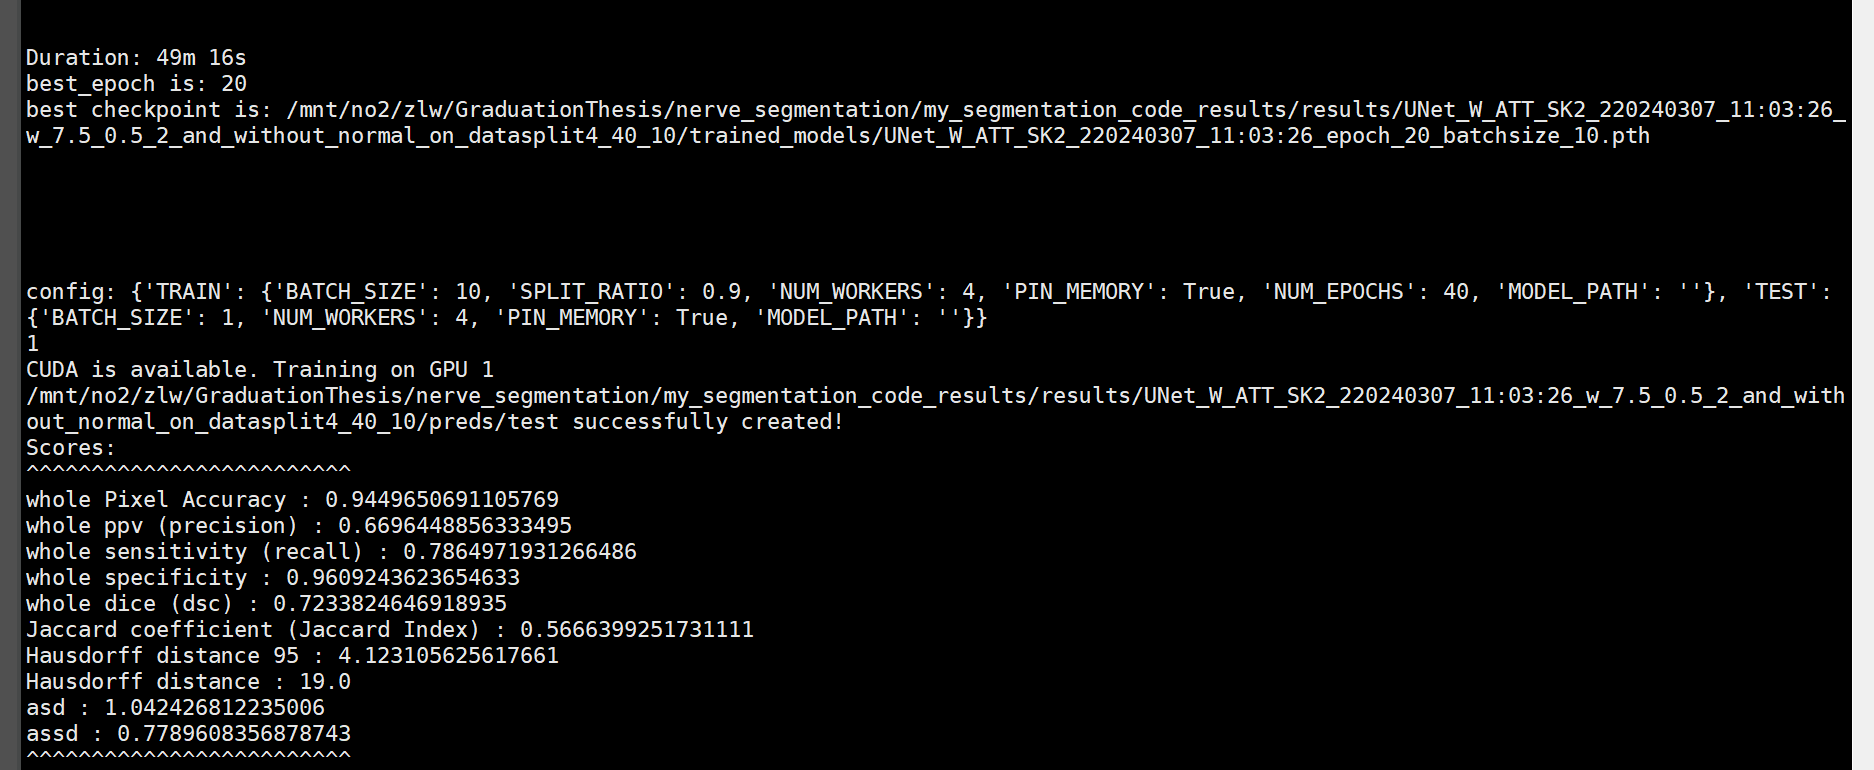 Duration: 49m 16s
best_epoch is: 20
best checkpoint is: /mnt/no2/zlw/GraduationThesis/nerve_segmentation/my_segmentation_code_results/results/UNet_W_ATT_SK2_220240307_11:03:26_
w_7.5_0.5_2_and_without_normal_on_datasplit4_40_10/trained_models/UNet_W_ATT_SK2_220240307_11:03:26_epoch_20_batchsize_10.pth
config: {'TRAIN': {'BATCH_SIZE': 10, 'SPLIT_RATIO': 0.9, 'NUM_WORKERS': 4, 'PIN_MEMORY': True, 'NUM_EPOCHS': 40, 'MODEL_PATH': ''}, 'TEST':
{'BATCH_SIZE': 1, 'NUM_WORKERS': 4, 'PIN_MEMORY': True, 'MODEL_PATH': ''}}
1
CUDA is available. Training on GPU 1
/mnt/no2/zlw/GraduationThesis/nerve_segmentation/my_segmentation_code_results/results/UNet_W_ATT_SK2_220240307_11:03:26_w_7.5_0.5_2_and_with
out_normal_on_datasplit4_40_10/preds/test successfully created!
Scores:
^^^^^^^^^^^^^^^^^^^^^^^^^
whole Pixel Accuracy : 0.9449650691105769
whole ppv (precision) : 0.6696448856333495
whole sensitivity (recall) : 0.7864971931266486
whole specificity : 0.9609243623654633
whole dice (dsc) : 0.7233824646918935
Jaccard coefficient (Jaccard Index) : 0.5666399251731111
Hausdorff distance 95 : 4.123105625617661
Hausdorff distance : 19.0
asd : 1.042426812235006
assd : 0.7789608356878743
^^^^^^^^^^^^^^^^^^^^^^^^^